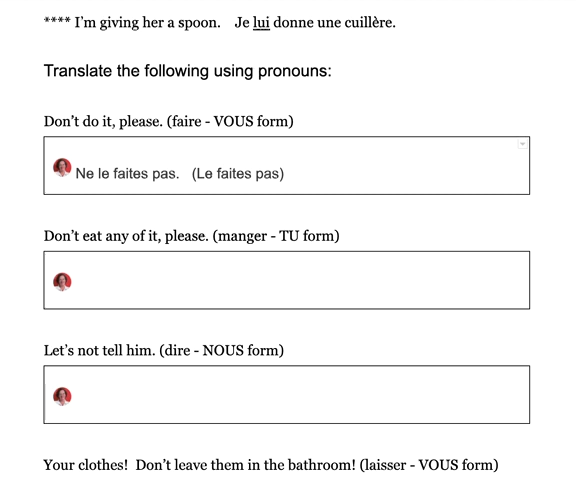 **** I’m giving her a spoon. Je lui donne une cuillère.
Translate the following using pronouns:
Don’t do it, please. (faire - VOUS form)
Ne le faites pas. (Le faites pas)
Don’t eat any of it, please. (manger - TU form)
Let’s not tell him. (dire - NOUS form)
Your clothes! Don’t leave them in the bathroom! (laisser - VOUS form)